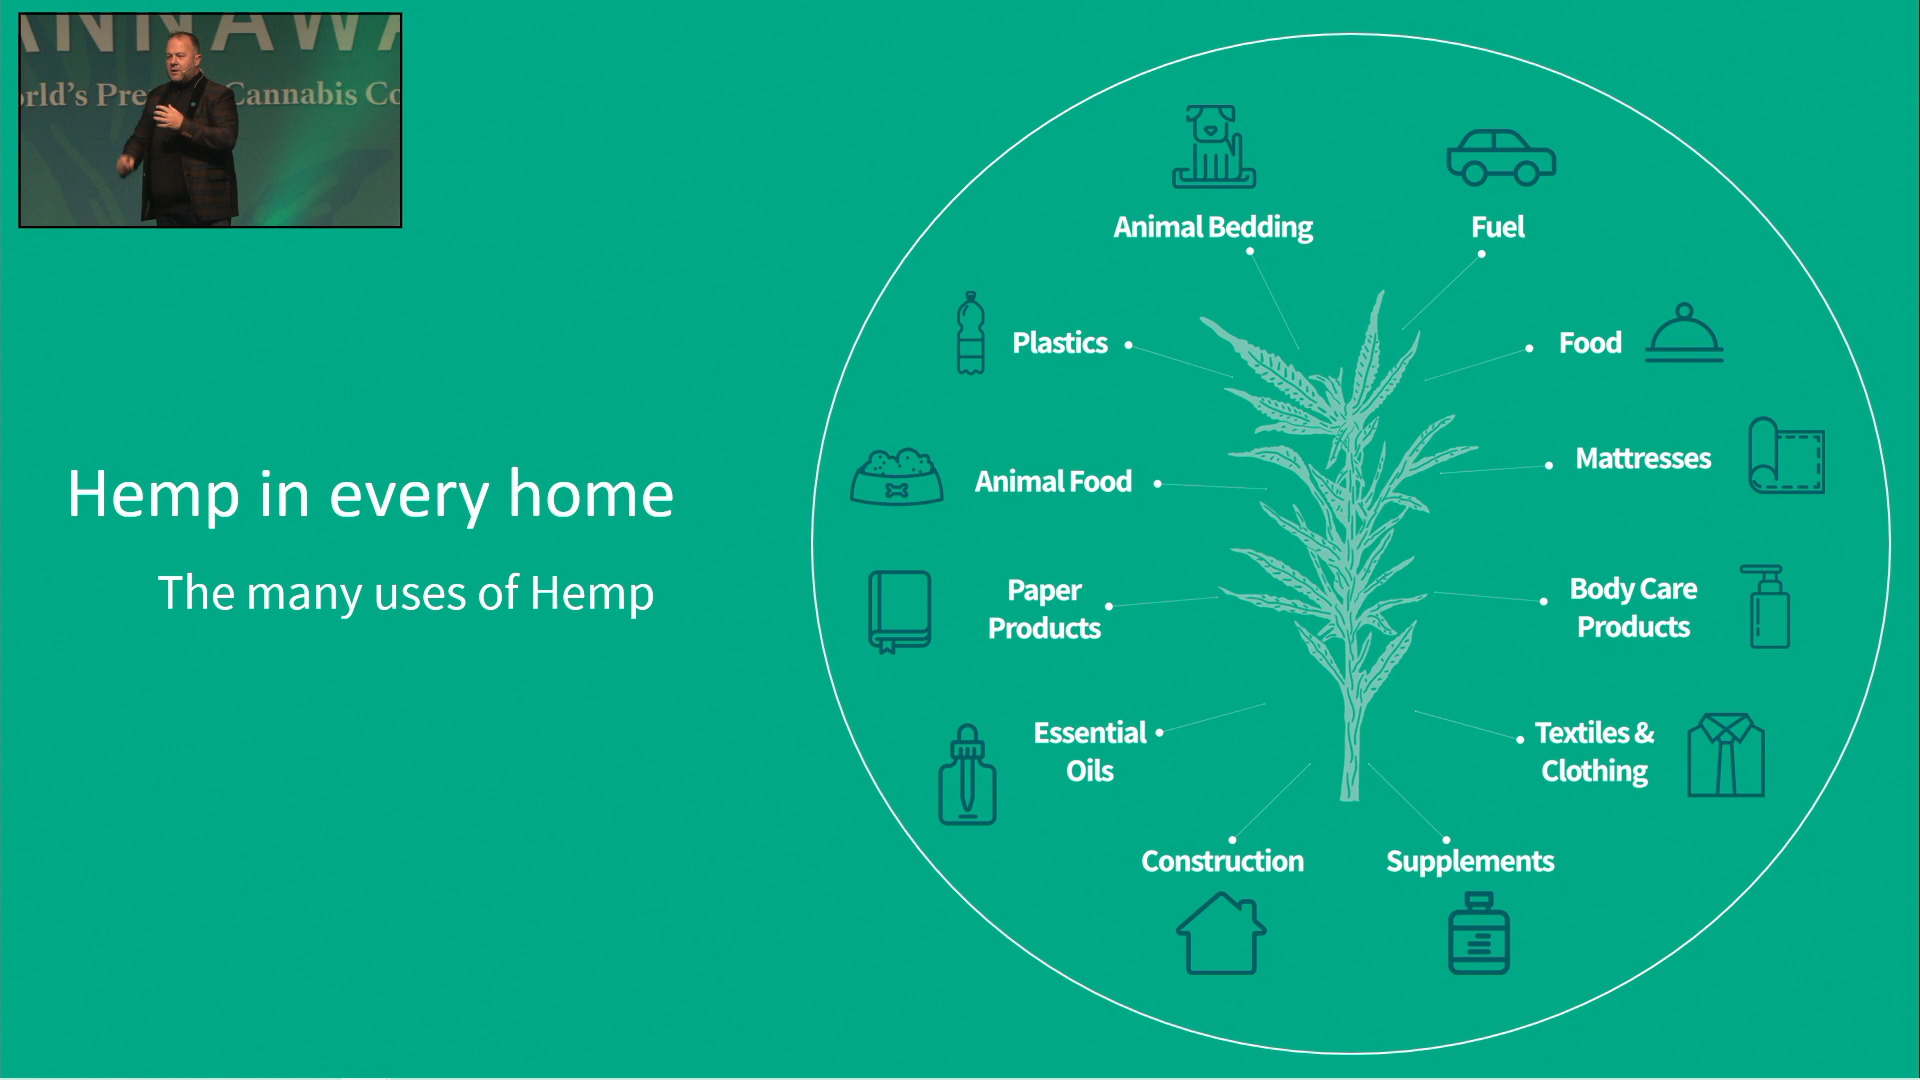 ANNAWA
orld's Pre Cannabis Co
Hemp in every home
The many uses of Hemp
Animal Bedding
Fuel
Plastics
Food
Animal Food
Mattresses
Paper
Products
Body Care
Products
Essential
Oils
Textiles &
Clothing
Construction
Supplements